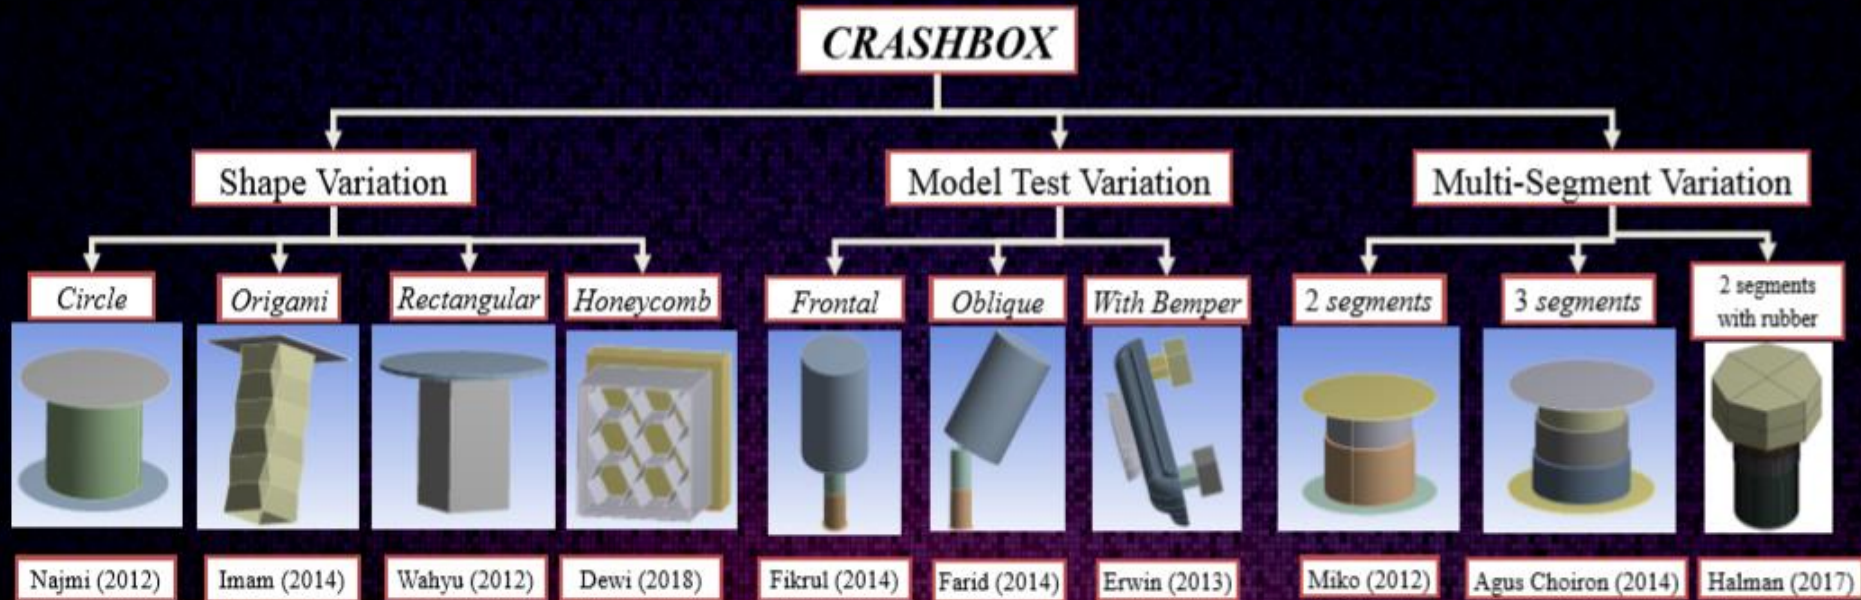 CRASHBOX
Shape Variation
Model Test Variation
Multi-Segment Variation
Circle
Origami
Rectangular
Honeycomb
Frontal
Oblique
With Bemper
2 segments
3 segments
2 segments
with rubber
Najmi (2012)
Imam (2014)
Wahyu (2012)
Dewi (2018)
Fikrul (2014)
Farid (2014)
Erwin (2013)
Miko (2012)
Agus Choiron (2014)
Halman (2017)